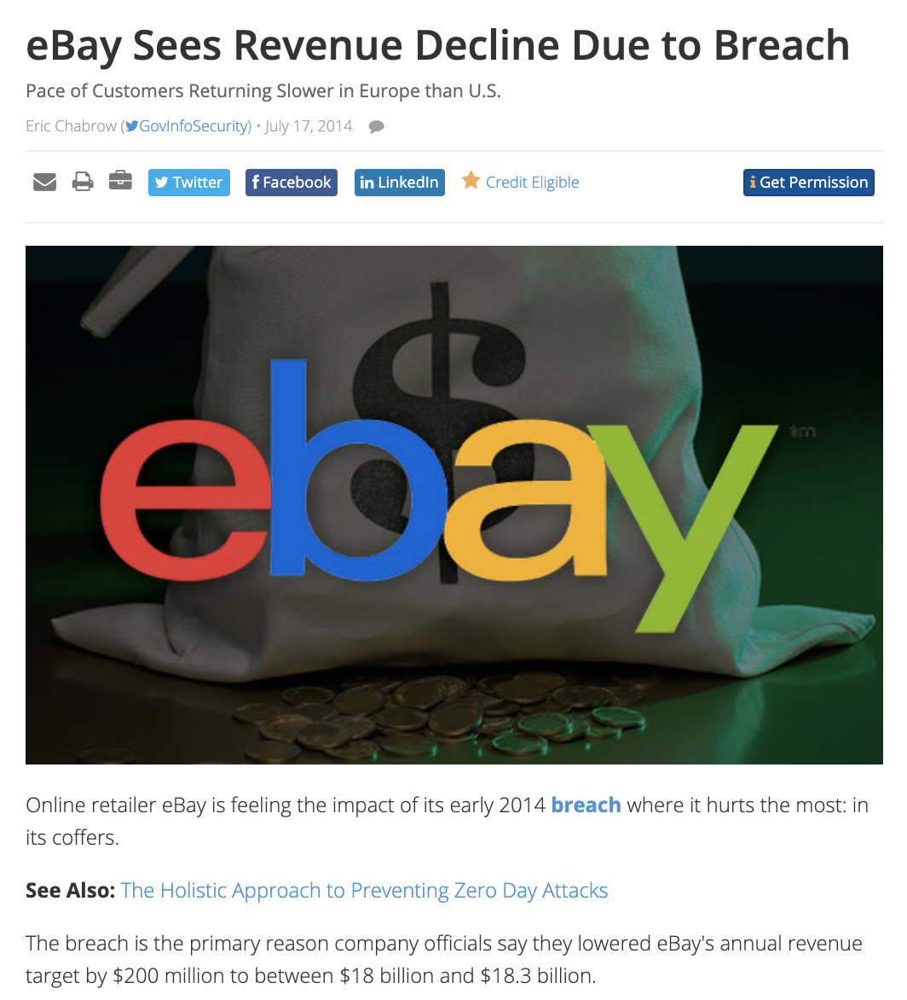 eBay Sees Revenue Decline Due to Breach
Pace of Customers Returning Slower in Europe than U.S.
Eric Chabrow (GovInfoSecurity) • July 17, 2014
Twitter Facebook LinkedIn Credit Eligible Get Permission
$
ebay tm
Online retailer eBay is feeling the impact of its early 2014 breach where it hurts the most: in
its coffers.
See Also: The Holistic Approach to Preventing Zero Day Attacks
The breach is the primary reason company officials say they lowered eBay's annual revenue
target by $200 million to between $18 billion and $18.3 billion.